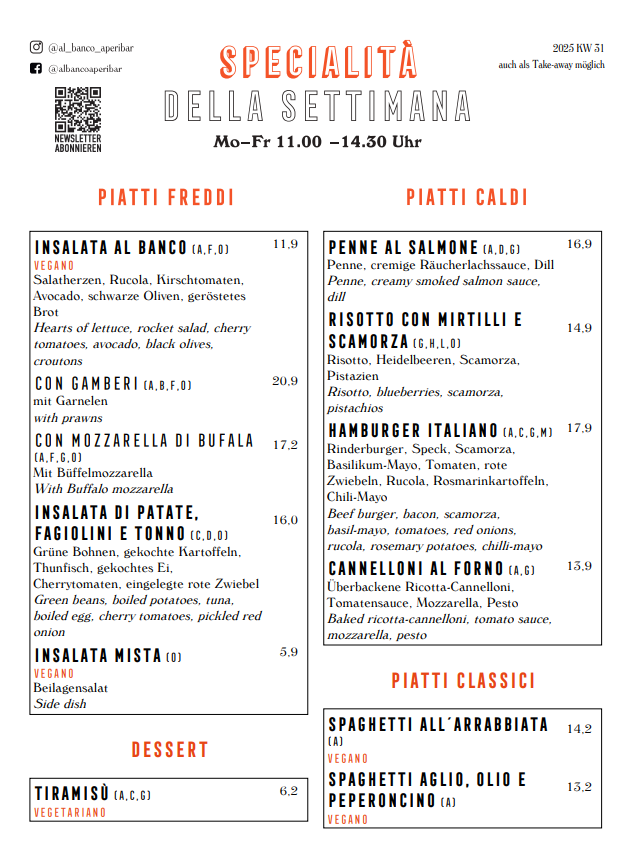 @al_banco_aperibar
@albancoaperibar
NEWSLETTER
ABONNIEREN
SPECIALITÀ
DELLA SETTIMANA
Mo–Fr 11.00 –14.30 Uhr
2025 KW 31
auch als Take-away möglich
PIATTI FREDDI
INSALATA AL BANCO (A,F,O) 11,9
VEGANO
Salatherzen, Rucola, Kirschtomaten,
Avocado, schwarze Oliven, geröstetes
Brot
Hearts of lettuce, rocket salad, cherry
tomatoes, avocado, black olives,
croutons
CON GAMBERI (A,B,F,O) 20,9
mit Garnelen
with prawns
CON MOZZARELLA DI BUFALA 17,2
(A,F,G,O)
Mit Büffelmozzarella
With Buffalo mozzarella
INSALATA DI PATATE,
FAGIOLINI E TONNO (C,D,O) 16,0
Grüne Bohnen, gekochte Kartoffeln,
Thunfisch, gekochtes Ei,
Cherrytomaten, eingelegte rote Zwiebel
Green beans, boiled potatoes, tuna,
boiled egg, cherry tomatoes, pickled red
onion
INSALATA MISTA (O) 5,9
VEGANO
Beilagensalat
Side dish
DESSERT
TIRAMISÙ (A,C,G) 6,2
VEGETARIANO
PIATTI CALDI
PENNE AL SALMONE (A,D,G) 16,9
Penne, cremige Räucherlachssauce, Dill
Penne, creamy smoked salmon sauce,
dill
RISOTTO CON MIRTILLI E
SCAMORZA (G,H,L,O) 14,9
Risotto, Heidelbeeren, Scamorza,
Pistazien
Risotto, blueberries, scamorza,
pistachios
HAMBURGER ITALIANO (A,C,G,M) 17,9
Rinderburger, Speck, Scamorza,
Basilikum-Mayo, Tomaten, rote
Zwiebeln, Rucola, Rosmarinkartoffeln,
Chili-Mayo
Beef burger, bacon, scamorza,
basil-mayo, tomatoes, red onions,
rucola, rosemary potatoes, chilli-mayo
CANNELLONI AL FORNO (A,G) 13,9
Überbackene Ricotta-Cannelloni,
Tomatensauce, Mozzarella, Pesto
Baked ricotta-cannelloni, tomato sauce,
mozzarella, pesto
PIATTI CLASSICI
SPAGHETTI ALL´ARRABBIATA 14,2
(A)
VEGANO
SPAGHETTI AGLIO, OLIO E 13,2
PEPERONCINO (A)
VEGANO